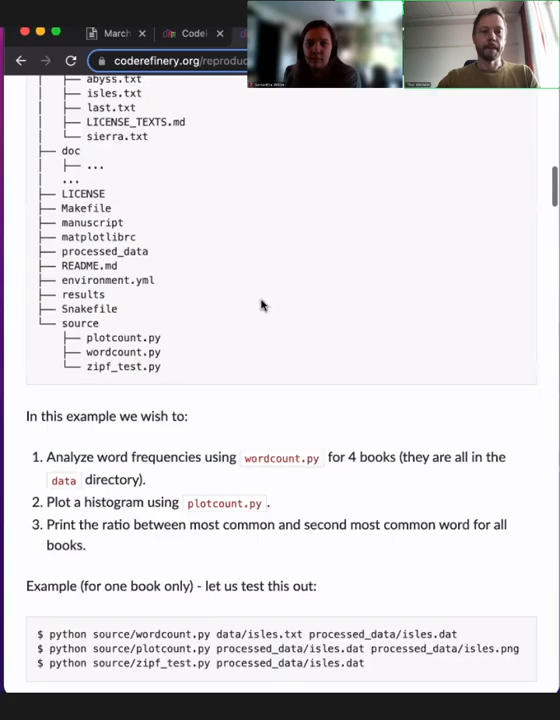 March
Codei
coderefinery.org/reproduc
├── abyss.txt
├── isles.txt
├── last.txt
├── LICENSE_TEXTS.md
└── sierra.txt
├── doc
├── ...
...
├── LICENSE
├── Makefile
├── manuscript
├── matplotlibrc
├── processed_data
├── README.md
├── environment.yml
├── results
├── Snakefile
└── source
├── plotcount.py
├── wordcount.py
└── zipf_test.py
In this example we wish to:
1. Analyze word frequencies using wordcount.py for 4 books (they are all in the
data directory).
2. Plot a histogram using plotcount.py.
3. Print the ratio between most common and second most common word for all
books.
Example (for one book only) - let us test this out:
$ python source/wordcount.py data/isles.txt processed_data/isles.dat
$ python source/plotcount.py processed_data/isles.dat processed_data/isles.png
$ python source/zipf_test.py processed_data/isles.dat